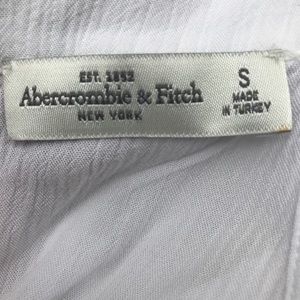 EST. 1892
Abercrombie & Fitch
NEW YORK
S
MADE
IN TURKEY